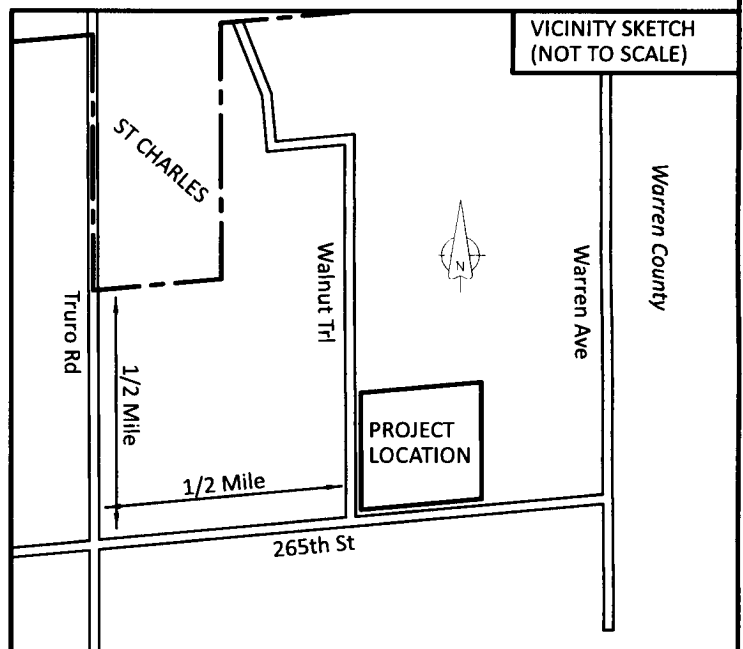 VICINITY SKETCH
(NOT TO SCALE)
ST CHARLES
Warren County
Walnut Trl
Warren Ave
N
Truro Rd
1/2 Mile
PROJECT
LOCATION
1/2 Mile
265th St